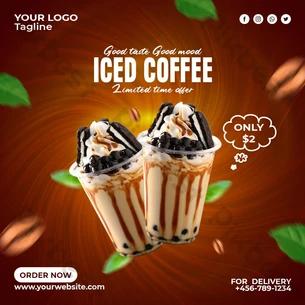 YOUR LOGO
Tagline
Good taste Good mood
ICED COFFEE
Limited time offer
ONLY
$2
ORDER NOW
www.yourwebsite.com
FOR DELIVERY
+456-789-1234